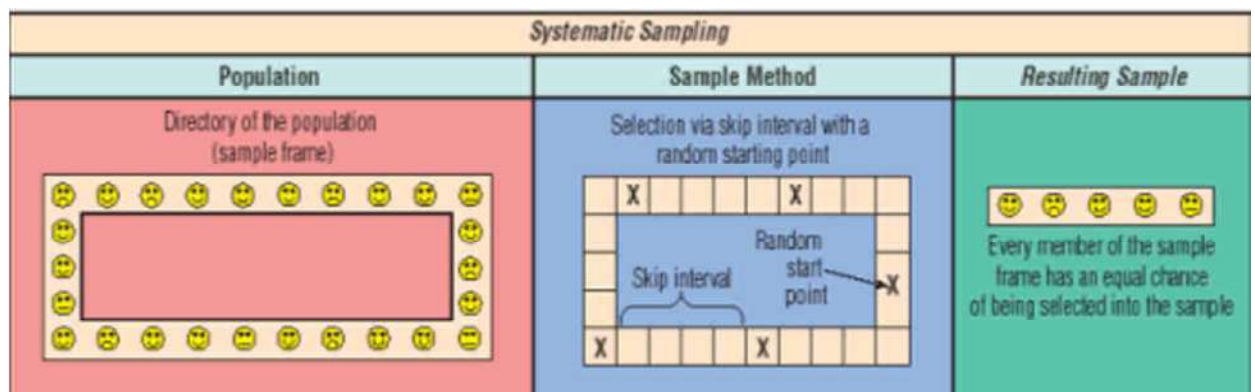 Systematic Sampling
Population
Sample Method
Resulting Sample
Directory of the population
(sample frame)
Selection via skip interval with a
random starting point
X
X
Random
start
point
X
Skip interval
X
X
Every member of the sample
frame has an equal chance
of being selected into the sample